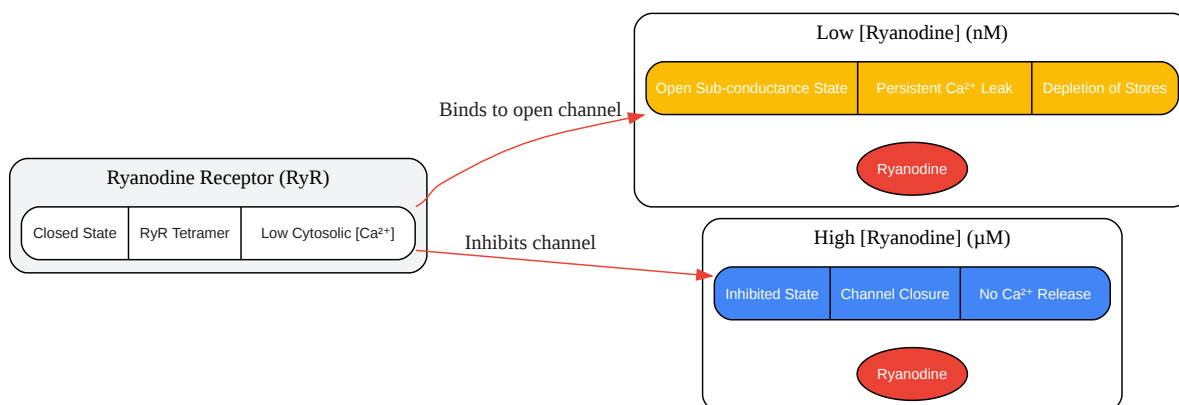 Low [Ryanodine] (nM)
Open Sub-conductance State Persistent Ca²⁺ Leak Depletion of Stores
Ryanodine
Binds to open channel
Ryanodine Receptor (RyR)
Closed State RyR Tetramer Low Cytosolic [Ca²⁺]
Inhibits channel
High [Ryanodine] (µM)
Inhibited State Channel Closure No Ca²⁺ Release
Ryanodine